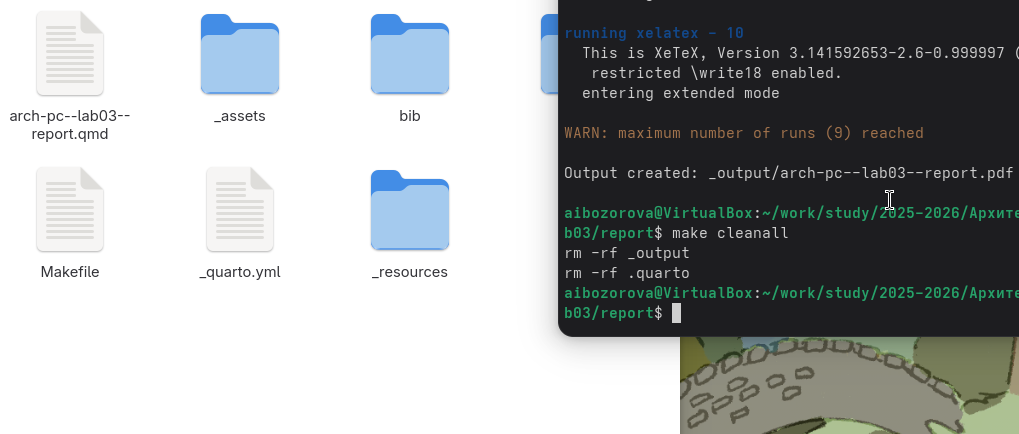 arch-pc--lab03--
report.qmd
_assets
bib
Makefile
_quarto.yml
_resources
running xelatex - 10
This is XeTeX, Version 3.141592653-2.6-0.999997 (
restricted \write18 enabled.
entering extended mode
WARN: maximum number of runs (9) reached
Output created: _output/arch-pc--lab03--report.pdf
aibozorova@VirtualBox:~/work/study/2025-2026/Архите
b03/report$ make cleanall
rm -rf _output
rm -rf .quarto
aibozorova@VirtualBox:~/work/study/2025-2026/Архите
b03/report$